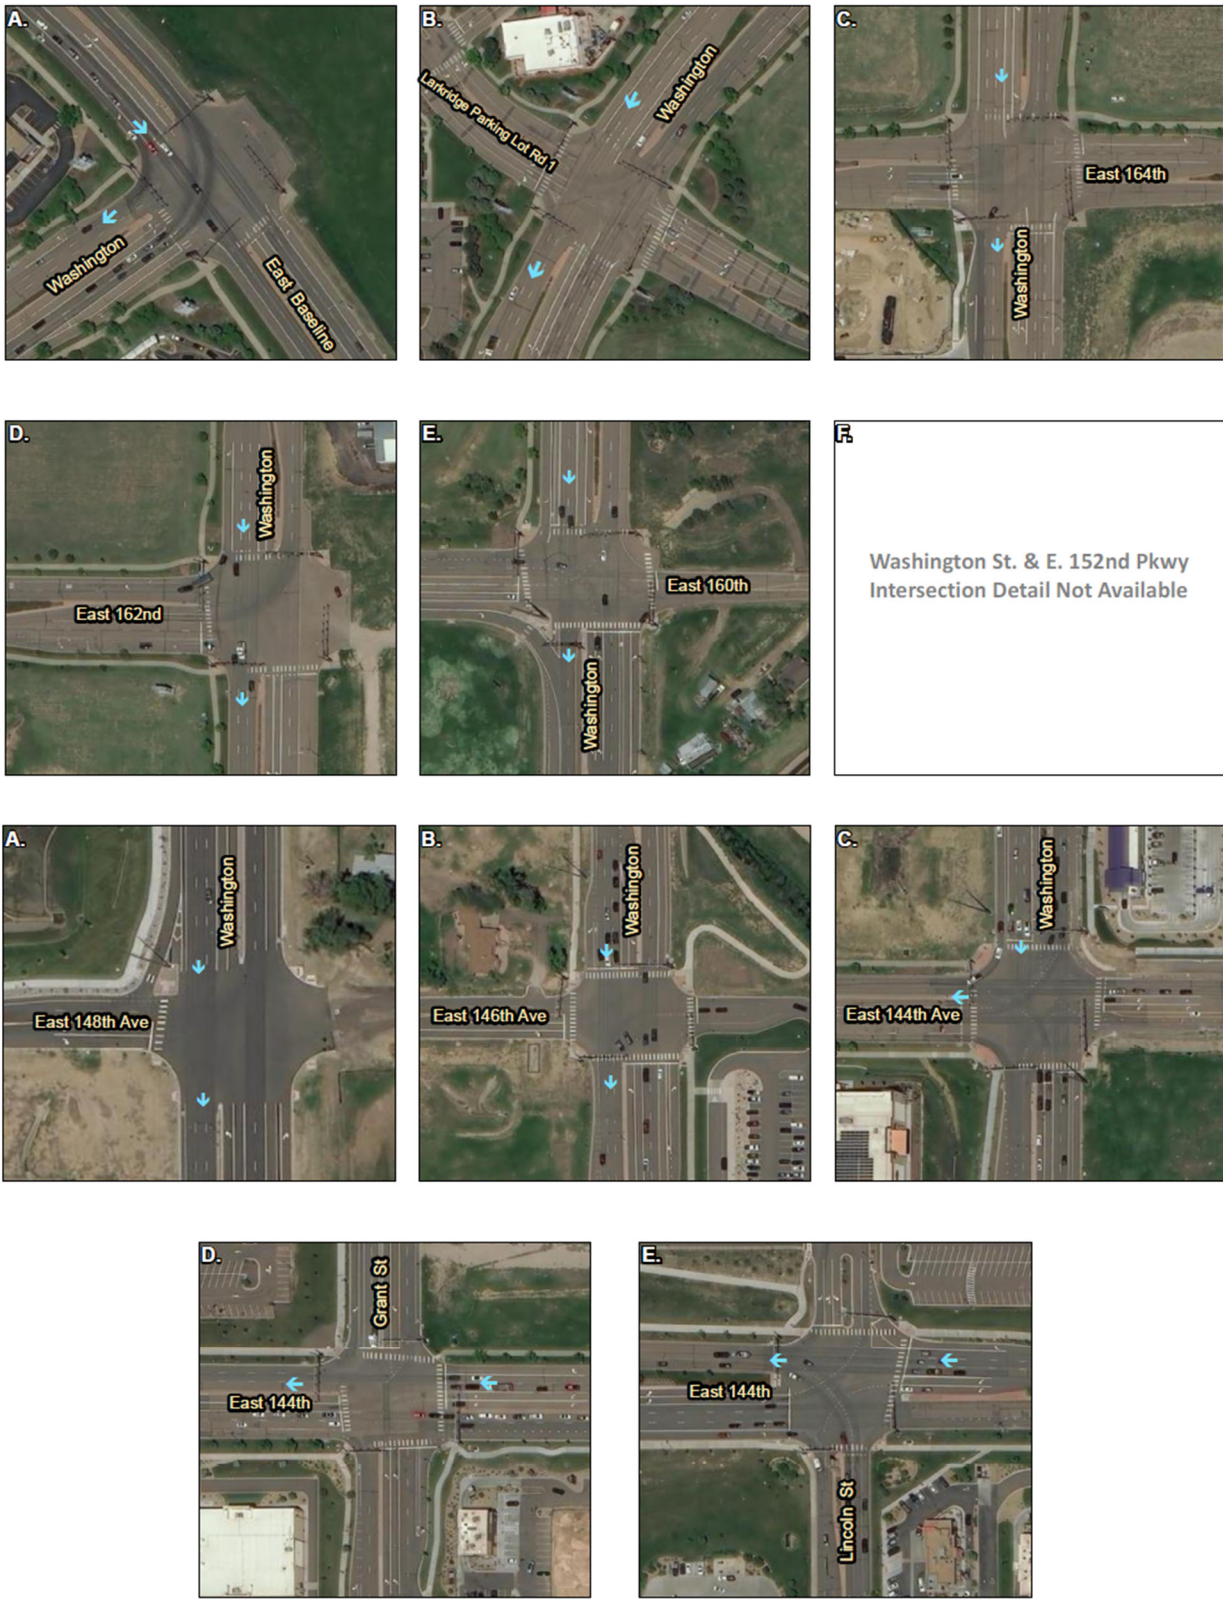 A.
Washington
East Baseline
B.
Larkridge Parking Lot Rd 1
Washington
C.
East 164th
Washington
D.
Washington
East 162nd
E.
East 160th
Washington
F.
Washington St. & E. 152nd Pkwy
Intersection Detail Not Available
A.
Washington
East 148th Ave
B.
Washington
East 146th Ave
C.
Washington
East 144th Ave
D.
Grant St
East 144th
E.
East 144th
Lincoln St